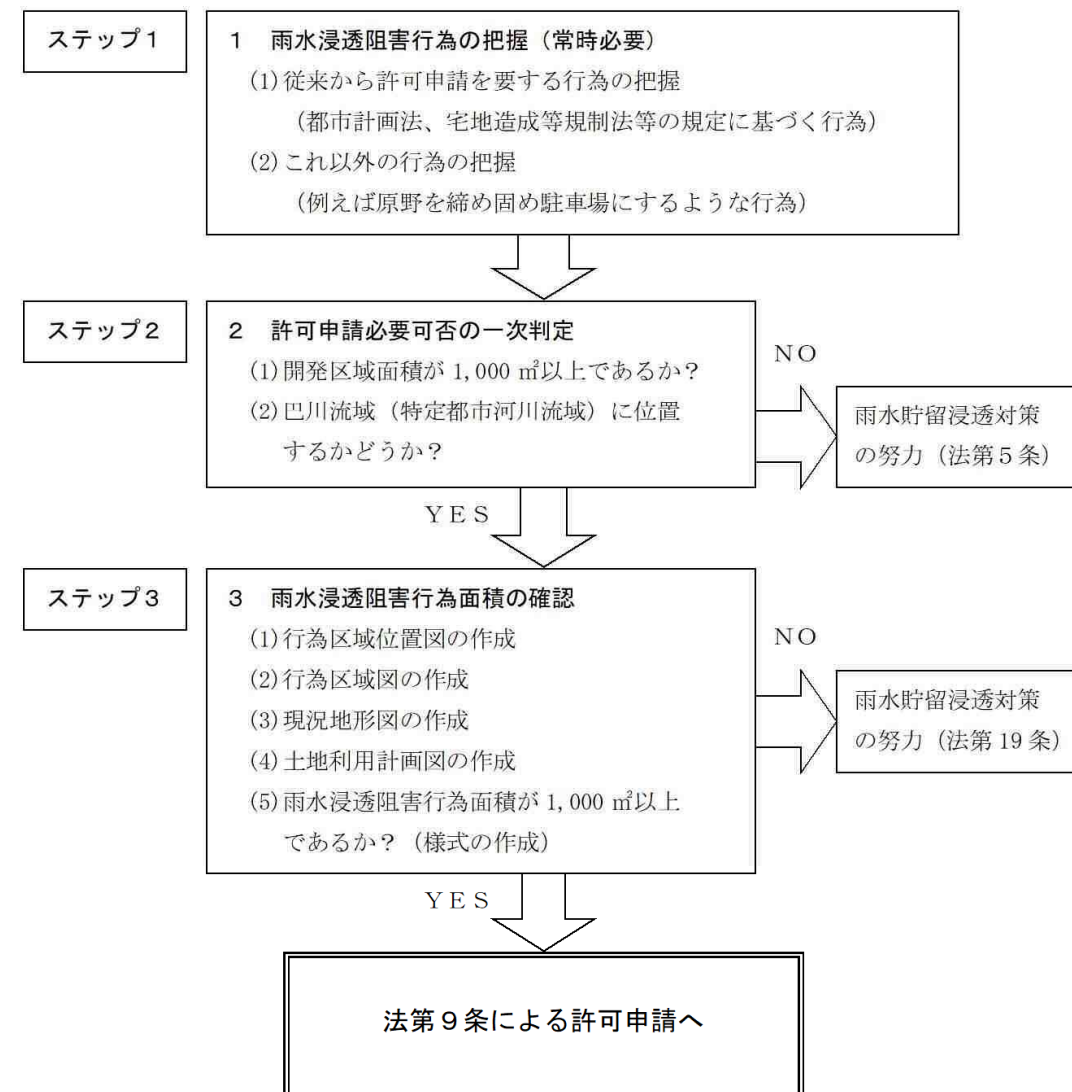 ステップ1
1 雨水浸透阻害行為の把握(常時必要)
(1)従来から許可申請を要する行為の把握
(都市計画法、宅地造成等規制法等の規定に基づく行為)
(2)これ以外の行為の把握
(例えば原野を締め固め駐車場にするような行為)
ステップ2
2 許可申請必要可否の一次判定
(1)開発区域面積が 1,000 ㎡以上であるか?
(2)巴川流域(特定都市河川流域)に位置
するかどうか?
NO
雨水貯留浸透対策
の努力(法第5条)
YES
ステップ3
3 雨水浸透阻害行為面積の確認
(1)行為区域位置図の作成
(2)行為区域図の作成
(3)現況地形図の作成
(4)土地利用計画図の作成
(5)雨水浸透阻害行為面積が 1,000 ㎡以上
であるか?(様式の作成)
NO
雨水貯留浸透対策
の努力(法第 19 条)
YES
法第9条による許可申請へ